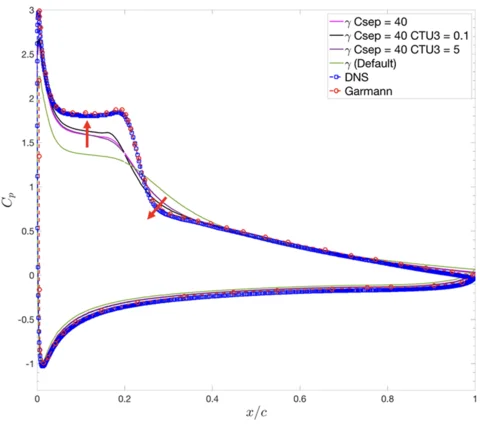 3
2.5
2
1.5
1
0.5
0
-0.5
-1
C_p
0 0.2 0.4 0.6 0.8 1
x/c
γ Csep = 40
γ Csep = 40 CTU3 = 0.1
γ Csep = 40 CTU3 = 5
γ (Default)
DNS
Garmann